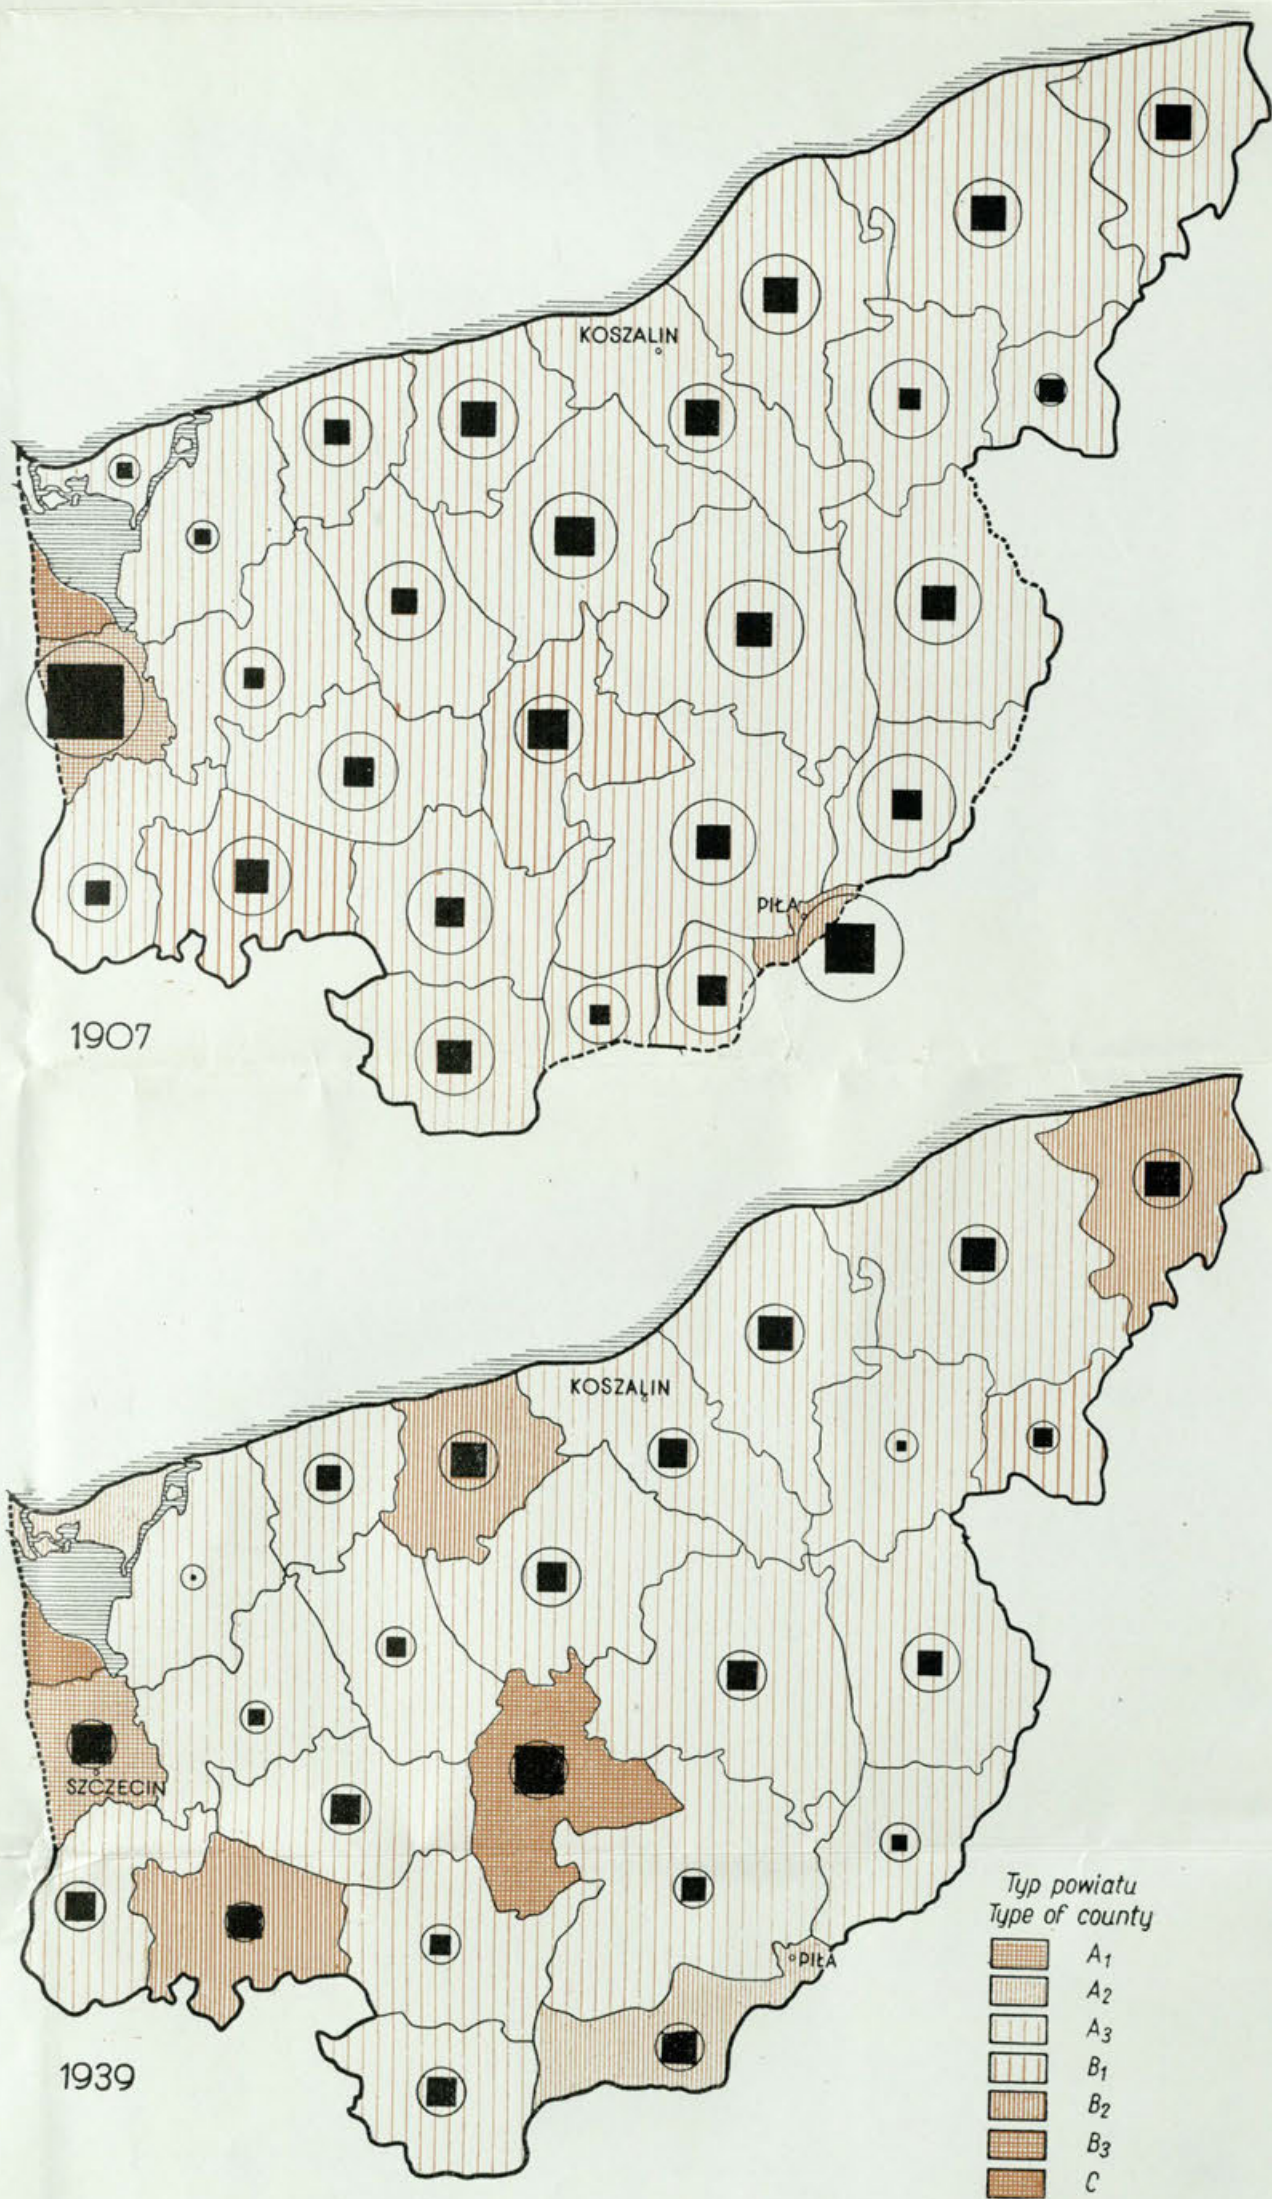 KOSZALIN
PIŁA
1907
KOSZALIN
SZCZECIN
PIŁA
1939
Typ powiatu
Type of county
A1
A2
A3
B1
B2
B3
C